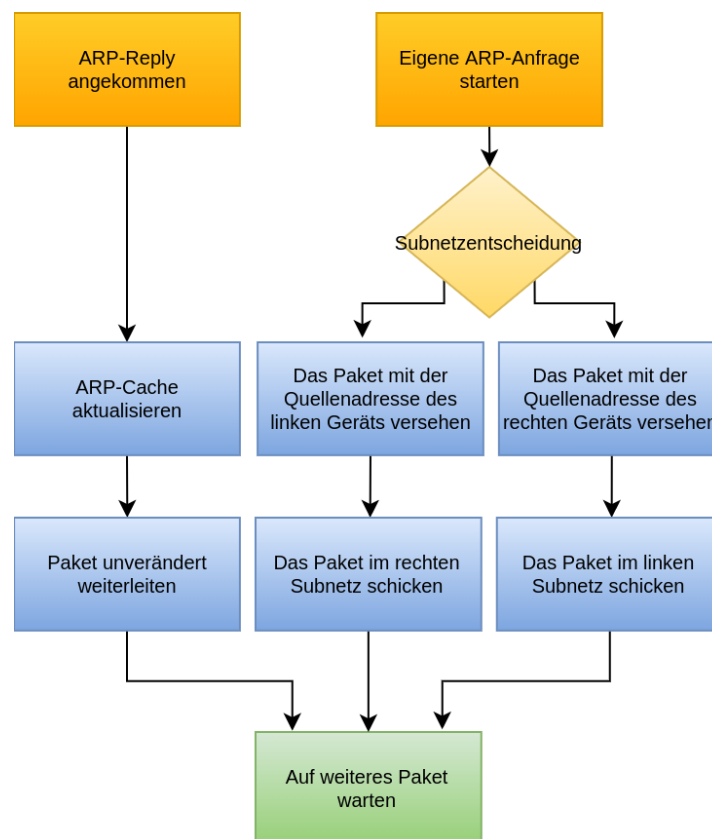 ARP-Reply
angekommen
Eigene ARP-Anfrage
starten
Subnetzentscheidung
ARP-Cache
aktualisieren
Das Paket mit der
Quellenadresse des
linken Geräts versehen
Das Paket mit der
Quellenadresse des
rechten Geräts versehen
Paket unverändert
weiterleiten
Das Paket im rechten
Subnetz schicken
Das Paket im linken
Subnetz schicken
Auf weiteres Paket
warten